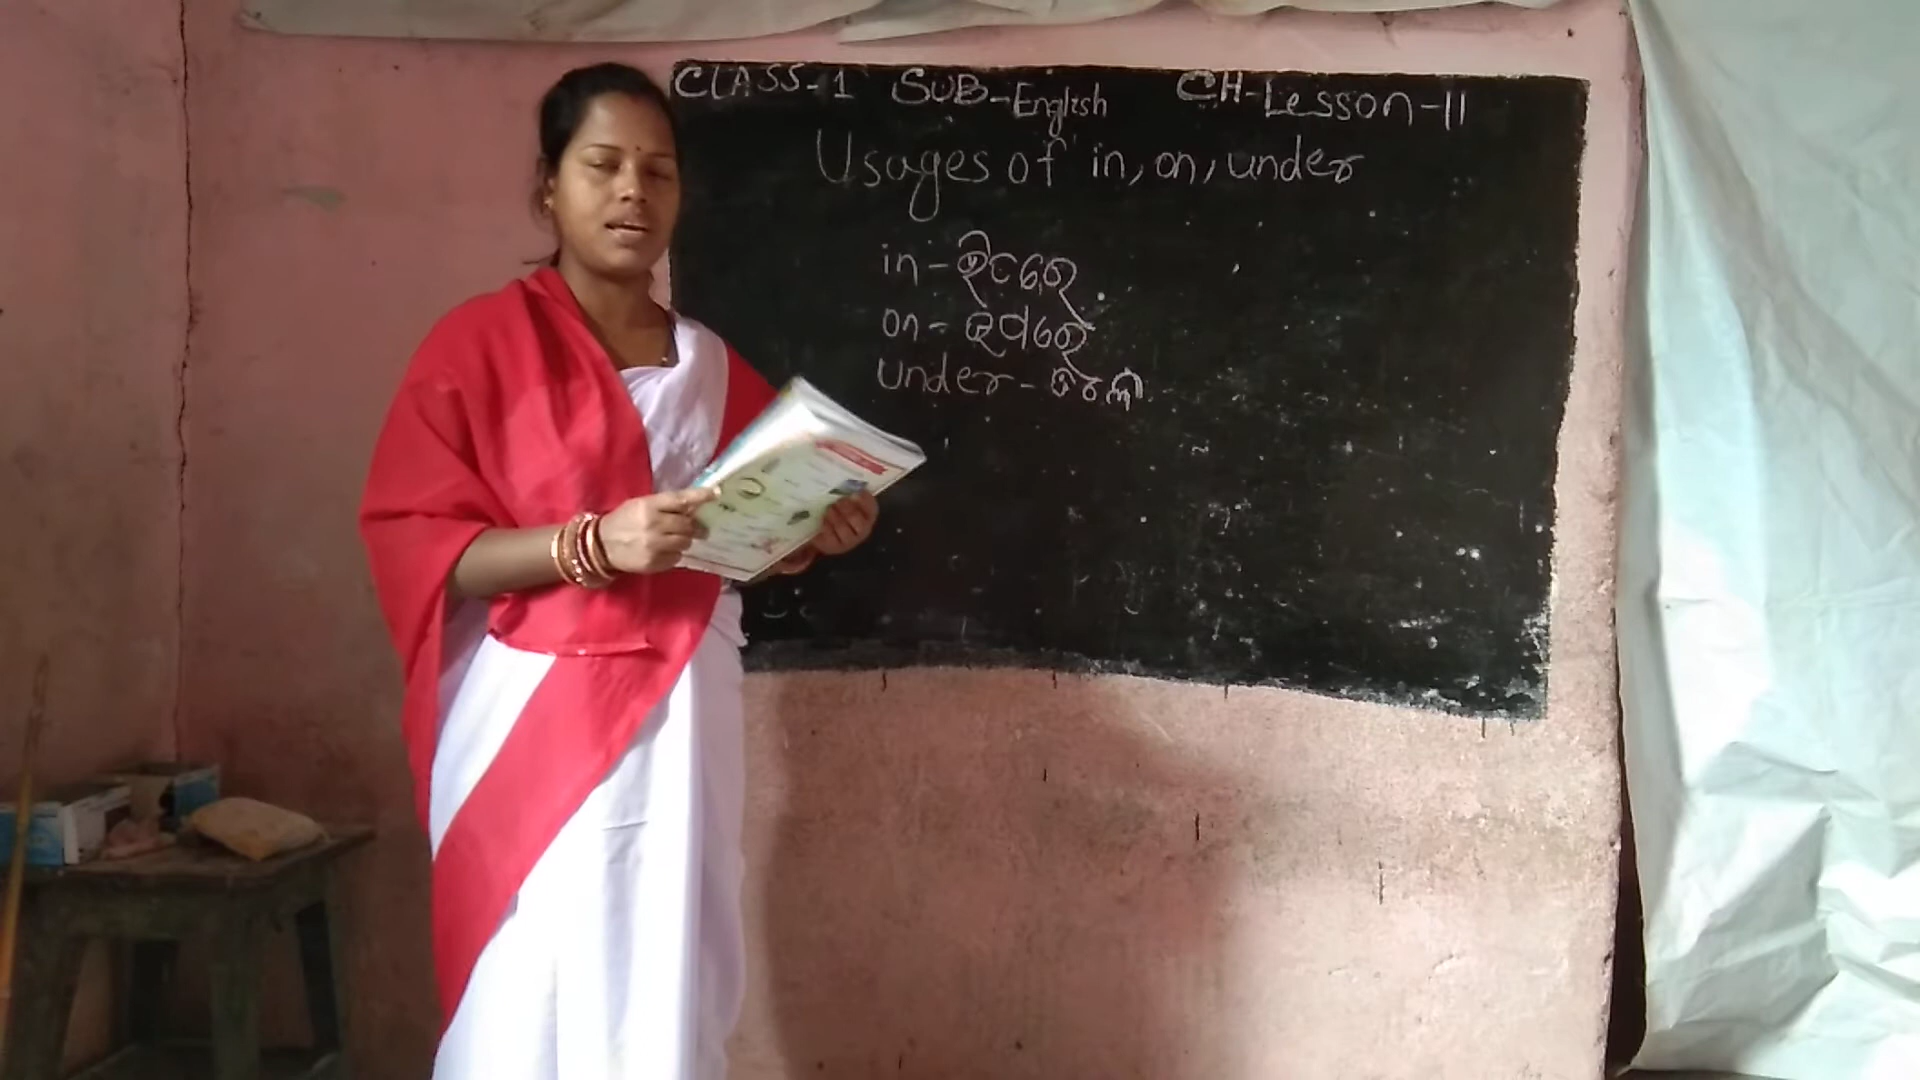 CLASS-1 SUB-English CH-Lesson-11
Usages of in, on, under
in - ଭିତରେ
on - ଉପରେ
under - ତଳେ